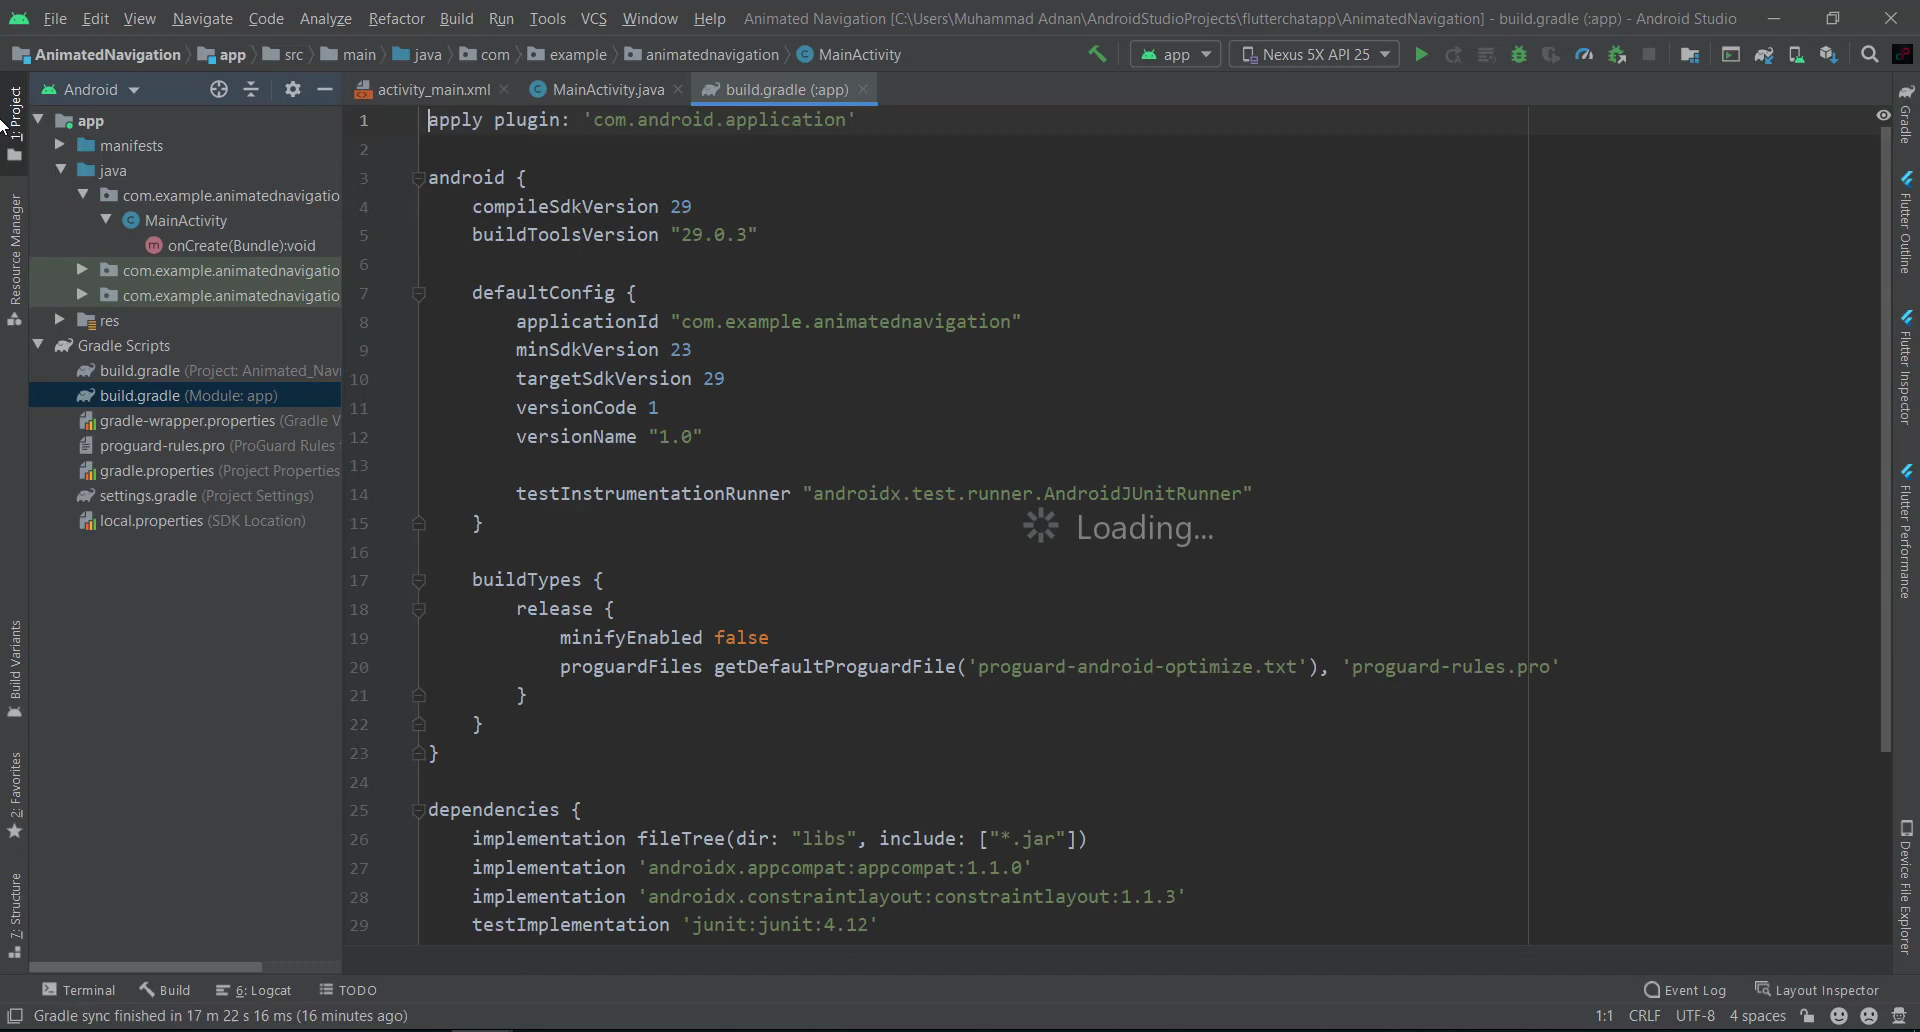 File Edit View Navigate Code Analyze Refactor Build Run Tools VCS Window Help Animated Navigation [C:\Users\Muhammad Adnan\AndroidStudioProjects\flutterchatapp\AnimatedNavigation] - build.gradle (:app) - Android Studio
AnimatedNavigation app src main java com example animatednavigation MainActivity app Nexus 5X API 25
Android activity_main.xml MainActivity.java build.gradle (:app)
1: Project
Resource Manager
Build Variants
2: Favorites
7: Structure
app
manifests
java
com.example.animatednavigatio
MainActivity
onCreate(Bundle):void
com.example.animatednavigatio
com.example.animatednavigatio
res
Gradle Scripts
build.gradle (Project: Animated_Navi
build.gradle (Module: app)
gradle-wrapper.properties (Gradle V
proguard-rules.pro (ProGuard Rules
gradle.properties (Project Properties
settings.gradle (Project Settings)
local.properties (SDK Location)
1 apply plugin: 'com.android.application'
2
3 android {
4 compileSdkVersion 29
5 buildToolsVersion "29.0.3"
6
7 defaultConfig {
8 applicationId "com.example.animatednavigation"
9 minSdkVersion 23
10 targetSdkVersion 29
11 versionCode 1
12 versionName "1.0"
13
14 testInstrumentationRunner "androidx.test.runner.AndroidJUnitRunner"
15 }
Loading...
16
17 buildTypes {
18 release {
19 minifyEnabled false
20 proguardFiles getDefaultProguardFile('proguard-android-optimize.txt'), 'proguard-rules.pro'
21 }
22 }
23 }
24
25 dependencies {
26 implementation fileTree(dir: "libs", include: ["*.jar"])
27 implementation 'androidx.appcompat:appcompat:1.1.0'
28 implementation 'androidx.constraintlayout:constraintlayout:1.1.3'
29 testImplementation 'junit:junit:4.12'
Gradle
Flutter Outline
Flutter Inspector
Flutter Performance
Device File Explorer
Terminal Build 6: Logcat TODO Event Log Layout Inspector
Gradle sync finished in 17 m 22 s 16 ms (16 minutes ago) 1:1 CRLF UTF-8 4 spaces